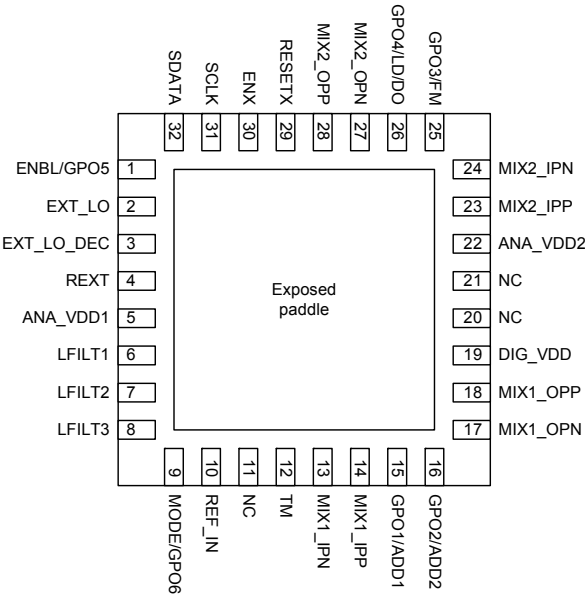 SDATA
SCLK
ENX
RESETX
MIX2_OPP
MIX2_OPN
GPO4/LD/DO
GPO3/FM
32
31
30
29
28
27
26
25
ENBL/GPO5 1
EXT_LO 2
EXT_LO_DEC 3
REXT 4
ANA_VDD1 5
LFILT1 6
LFILT2 7
LFILT3 8
Exposed
paddle
24 MIX2_IPN
23 MIX2_IPP
22 ANA_VDD2
21 NC
20 NC
19 DIG_VDD
18 MIX1_OPP
17 MIX1_OPN
9
10
11
12
13
14
15
16
MODE/GPO6
REF_IN
NC
TM
MIX1_IPN
MIX1_IPP
GPO1/ADD1
GPO2/ADD2